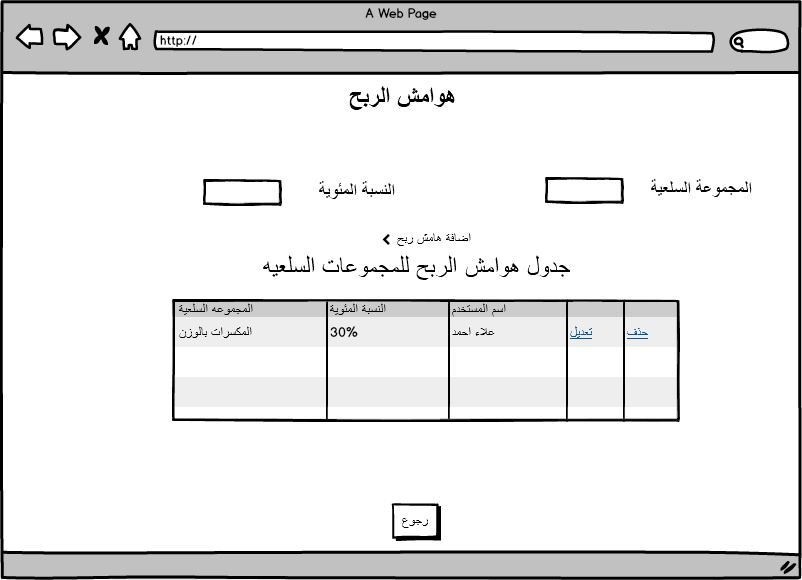 A Web Page
http://
هوامش الربح
المجموعة السلعية
النسبة المئوية
اضافة هامش ربح
جدول هوامش الربح للمجموعات السلعيه
المجموعه السلعية النسبة المئوية اسم المستخدم
المكسرات بالوزن 30% علاء احمد تعديل حذف
رجوع